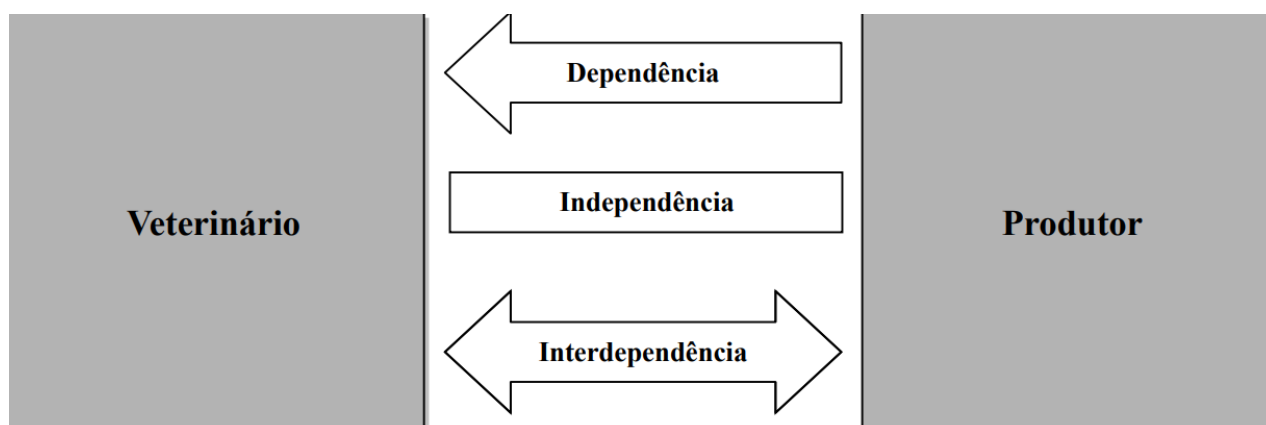 Dependência
Independência
Veterinário
Produtor
Interdependência